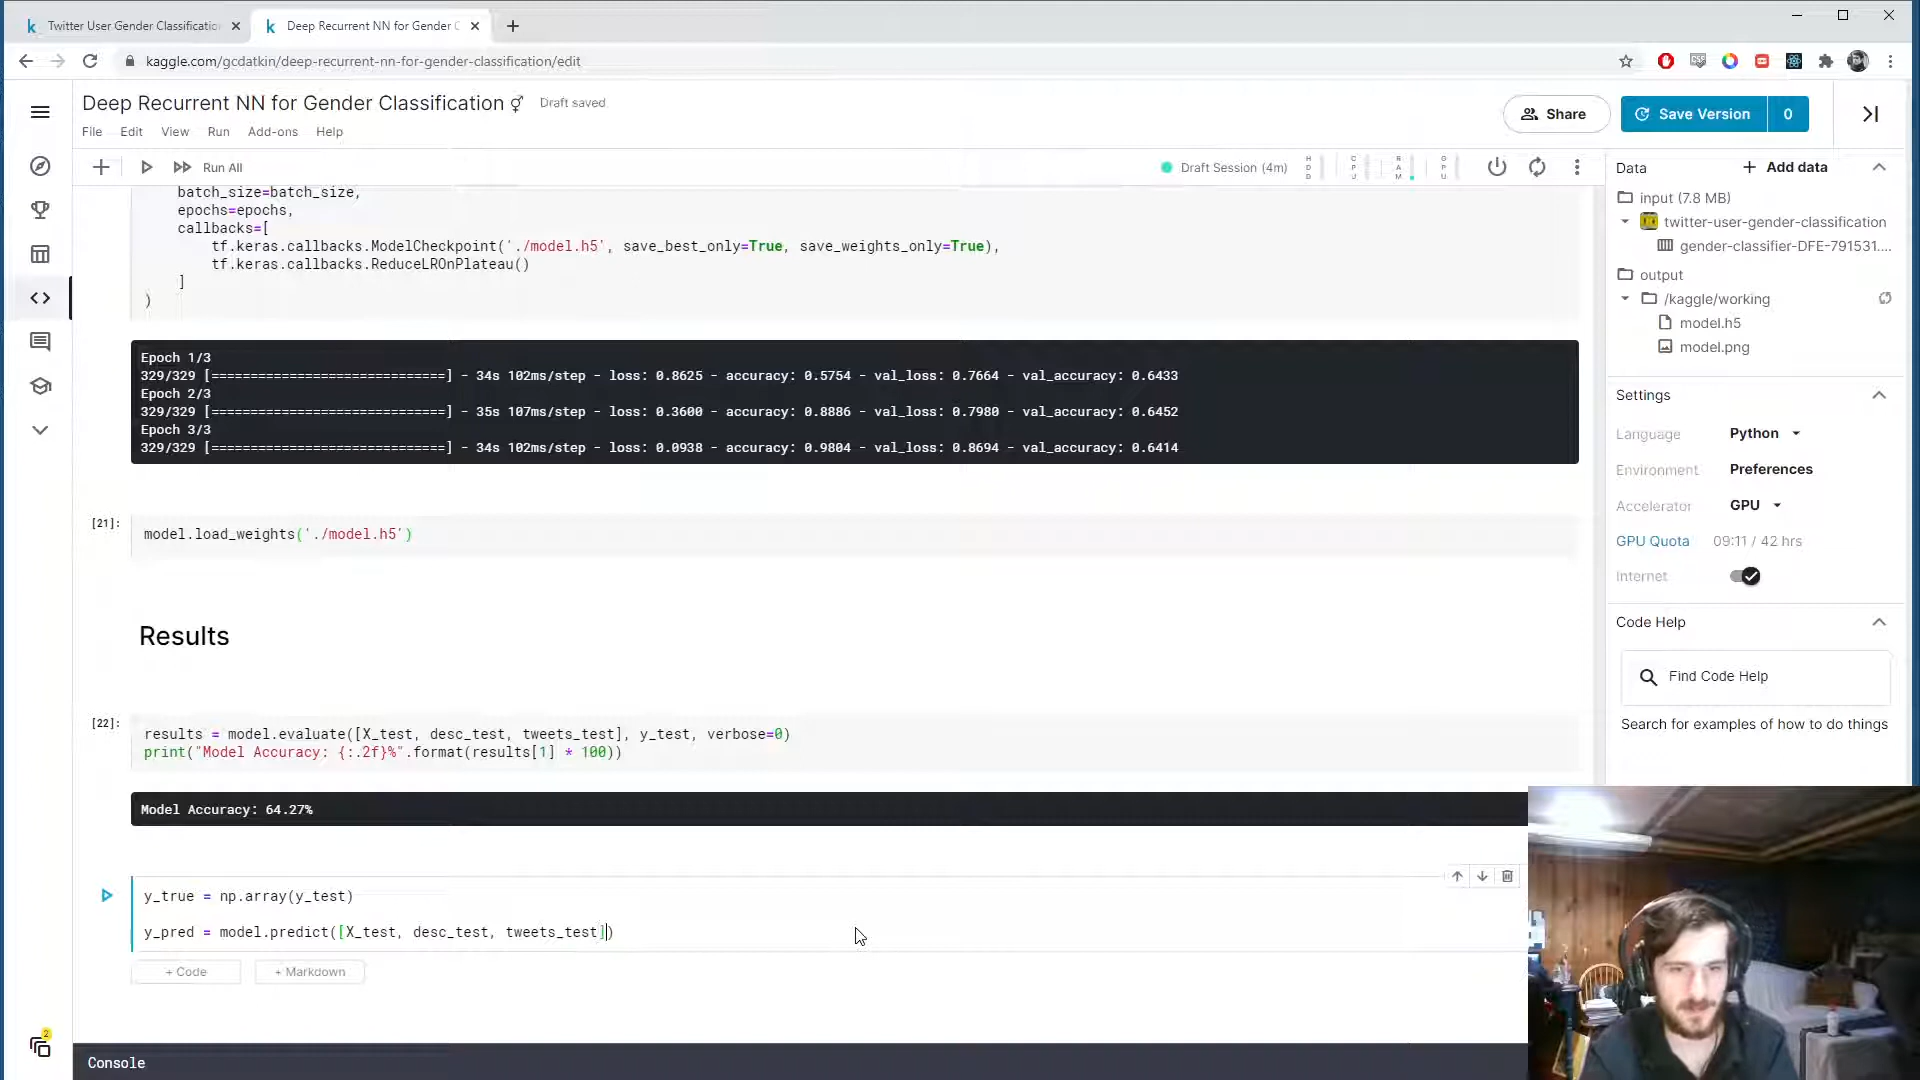 Twitter User Gender Classification
Deep Recurrent NN for Gender C
kaggle.com/gcdatkin/deep-recurrent-nn-for-gender-classification/edit
Deep Recurrent NN for Gender Classification ⚥
Draft saved
File Edit View Run Add-ons Help
Share
Save Version
0
Run All
Draft Session (4m)
HDD
CPU
RAM
GPU
batch_size=batch_size,
epochs=epochs,
callbacks=[
tf.keras.callbacks.ModelCheckpoint('./model.h5', save_best_only=True, save_weights_only=True),
tf.keras.callbacks.ReduceLROnPlateau()
]
)
Epoch 1/3
329/329 [==============================] - 34s 102ms/step - loss: 0.8625 - accuracy: 0.5754 - val_loss: 0.7664 - val_accuracy: 0.6433
Epoch 2/3
329/329 [==============================] - 35s 107ms/step - loss: 0.3600 - accuracy: 0.8886 - val_loss: 0.7980 - val_accuracy: 0.6452
Epoch 3/3
329/329 [==============================] - 34s 102ms/step - loss: 0.0938 - accuracy: 0.9804 - val_loss: 0.8694 - val_accuracy: 0.6414
[21]:
model.load_weights('./model.h5')
Results
[22]:
results = model.evaluate([X_test, desc_test, tweets_test], y_test, verbose=0)
print("Model Accuracy: {:.2f}%".format(results[1] * 100))
Model Accuracy: 64.27%
y_true = np.array(y_test)
y_pred = model.predict([X_test, desc_test, tweets_test])
+ Code
+ Markdown
Console
2
Data
+ Add data
input (7.8 MB)
twitter-user-gender-classification
gender-classifier-DFE-791531....
output
/kaggle/working
model.h5
model.png
Settings
Language Python
Environment Preferences
Accelerator GPU
GPU Quota 09:11 / 42 hrs
Internet
Code Help
Find Code Help
Search for examples of how to do things